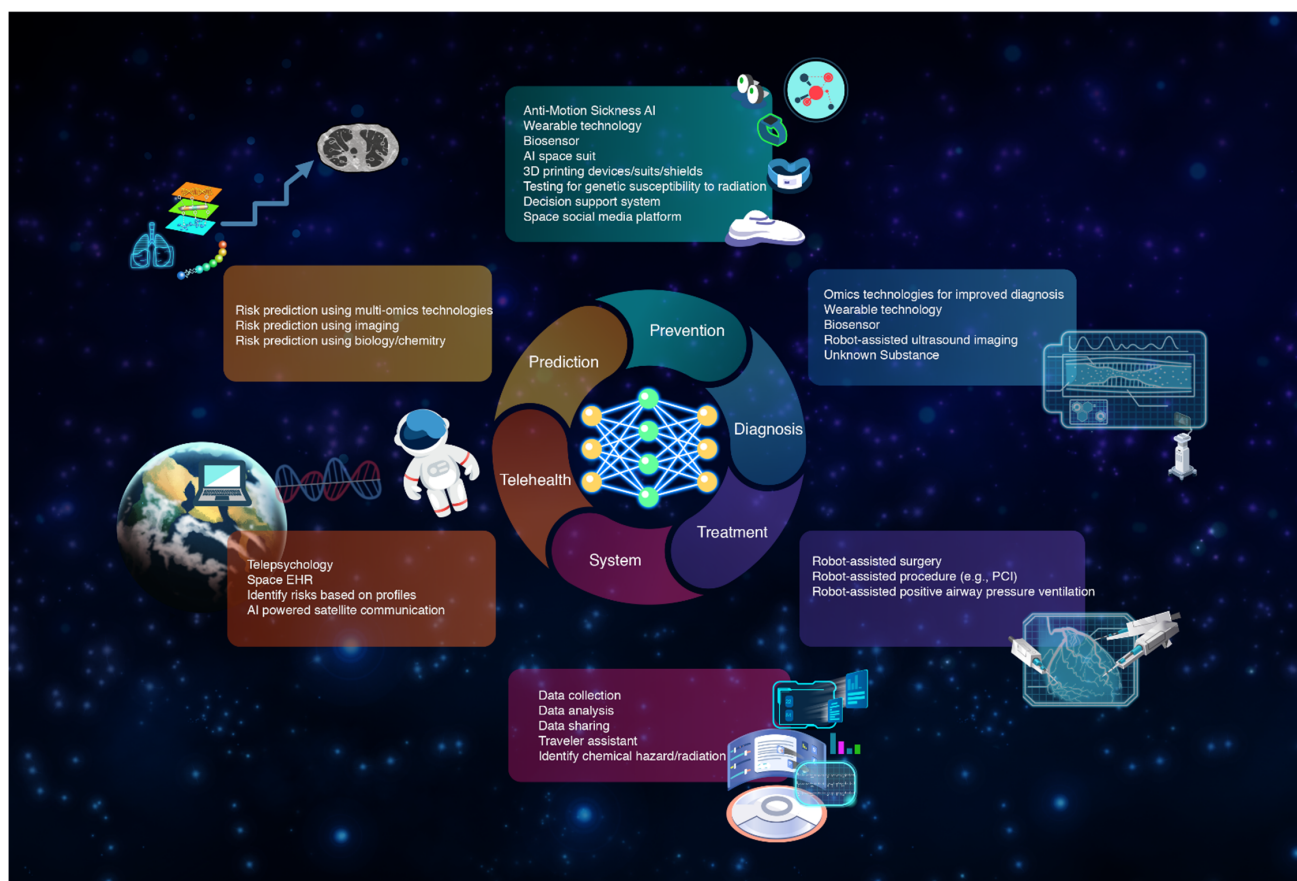 Anti-Motion Sickness AI
Wearable technology
Biosensor
AI space suit
3D printing devices/suits/shields
Testing for genetic susceptibility to radiation
Decision support system
Space social media platform
Risk prediction using multi-omics technologies
Risk prediction using imaging
Risk prediction using biology/chemitry
Omics technologies for improved diagnosis
Wearable technology
Biosensor
Robot-assisted ultrasound imaging
Unknown Substance
Prevention
Prediction
Diagnosis
Telehealth
Treatment
System
Telepsychology
Space EHR
Identify risks based on profiles
AI powered satellite communication
Robot-assisted surgery
Robot-assisted procedure (e.g., PCI)
Robot-assisted positive airway pressure ventilation
Data collection
Data analysis
Data sharing
Traveler assistant
Identify chemical hazard/radiation